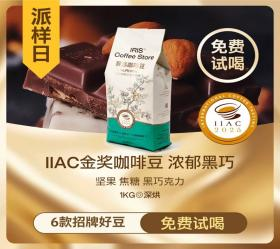 派样日
免费
试喝
IRIS
Coffee Store
IIAC
2025
IIAC金奖咖啡豆 浓郁黑巧
坚果 焦糖 黑巧克力
1KG◎深烘
6款招牌好豆
免费试喝